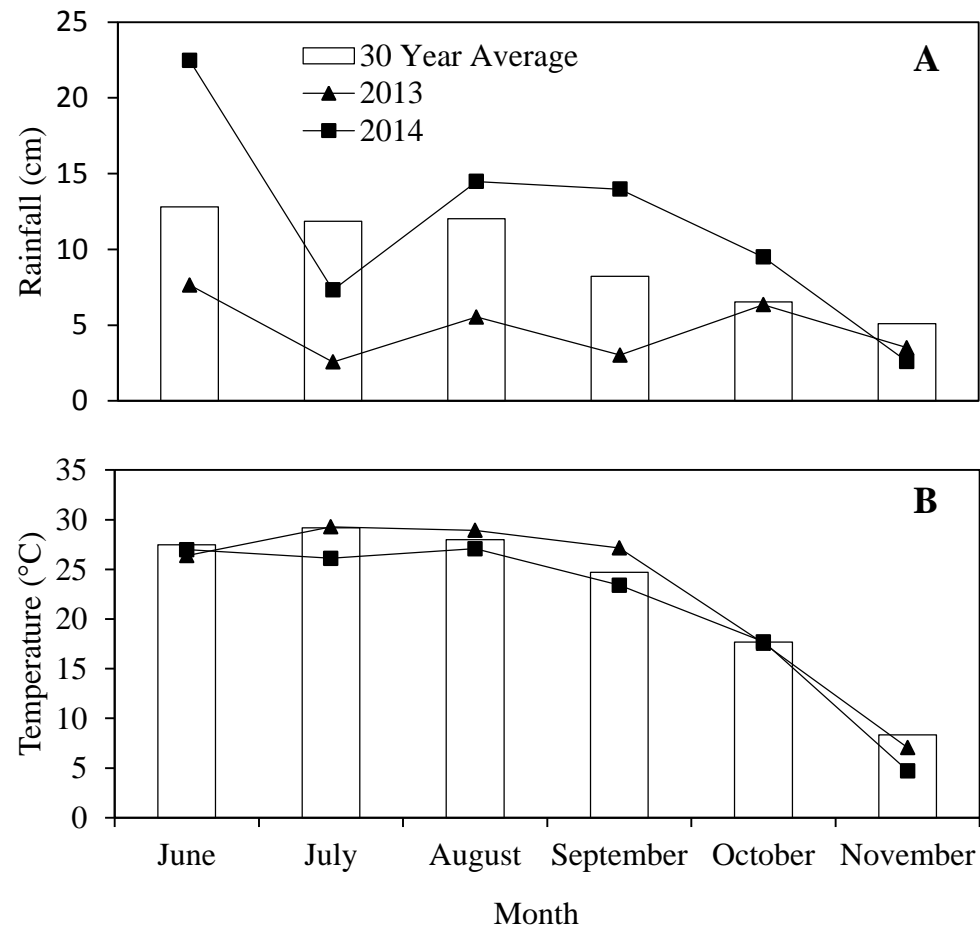 25
20
15
10
5
0
Rainfall (cm)
30 Year Average
2013
2014
A
35
30
25
20
15
10
5
0
Temperature (°C)
B
June July August September October November
Month